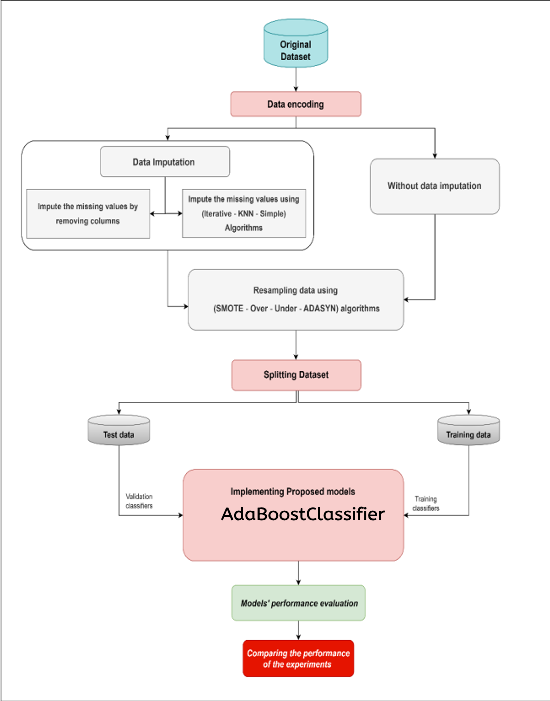 Original
Dataset
Data encoding
Data Imputation
Impute the missing values by
removing columns
Impute the missing values using
(Iterative - KNN - Simple)
Algorithms
Without data imputation
Resampling data using
(SMOTE - Over - Under - ADASYN) algorithms
Splitting Dataset
Test data
Training data
Validation
classifiers
Implementing Proposed models
AdaBoostClassifier
Training
classifiers
Models' performance evaluation
Comparing the performance
of the experiments